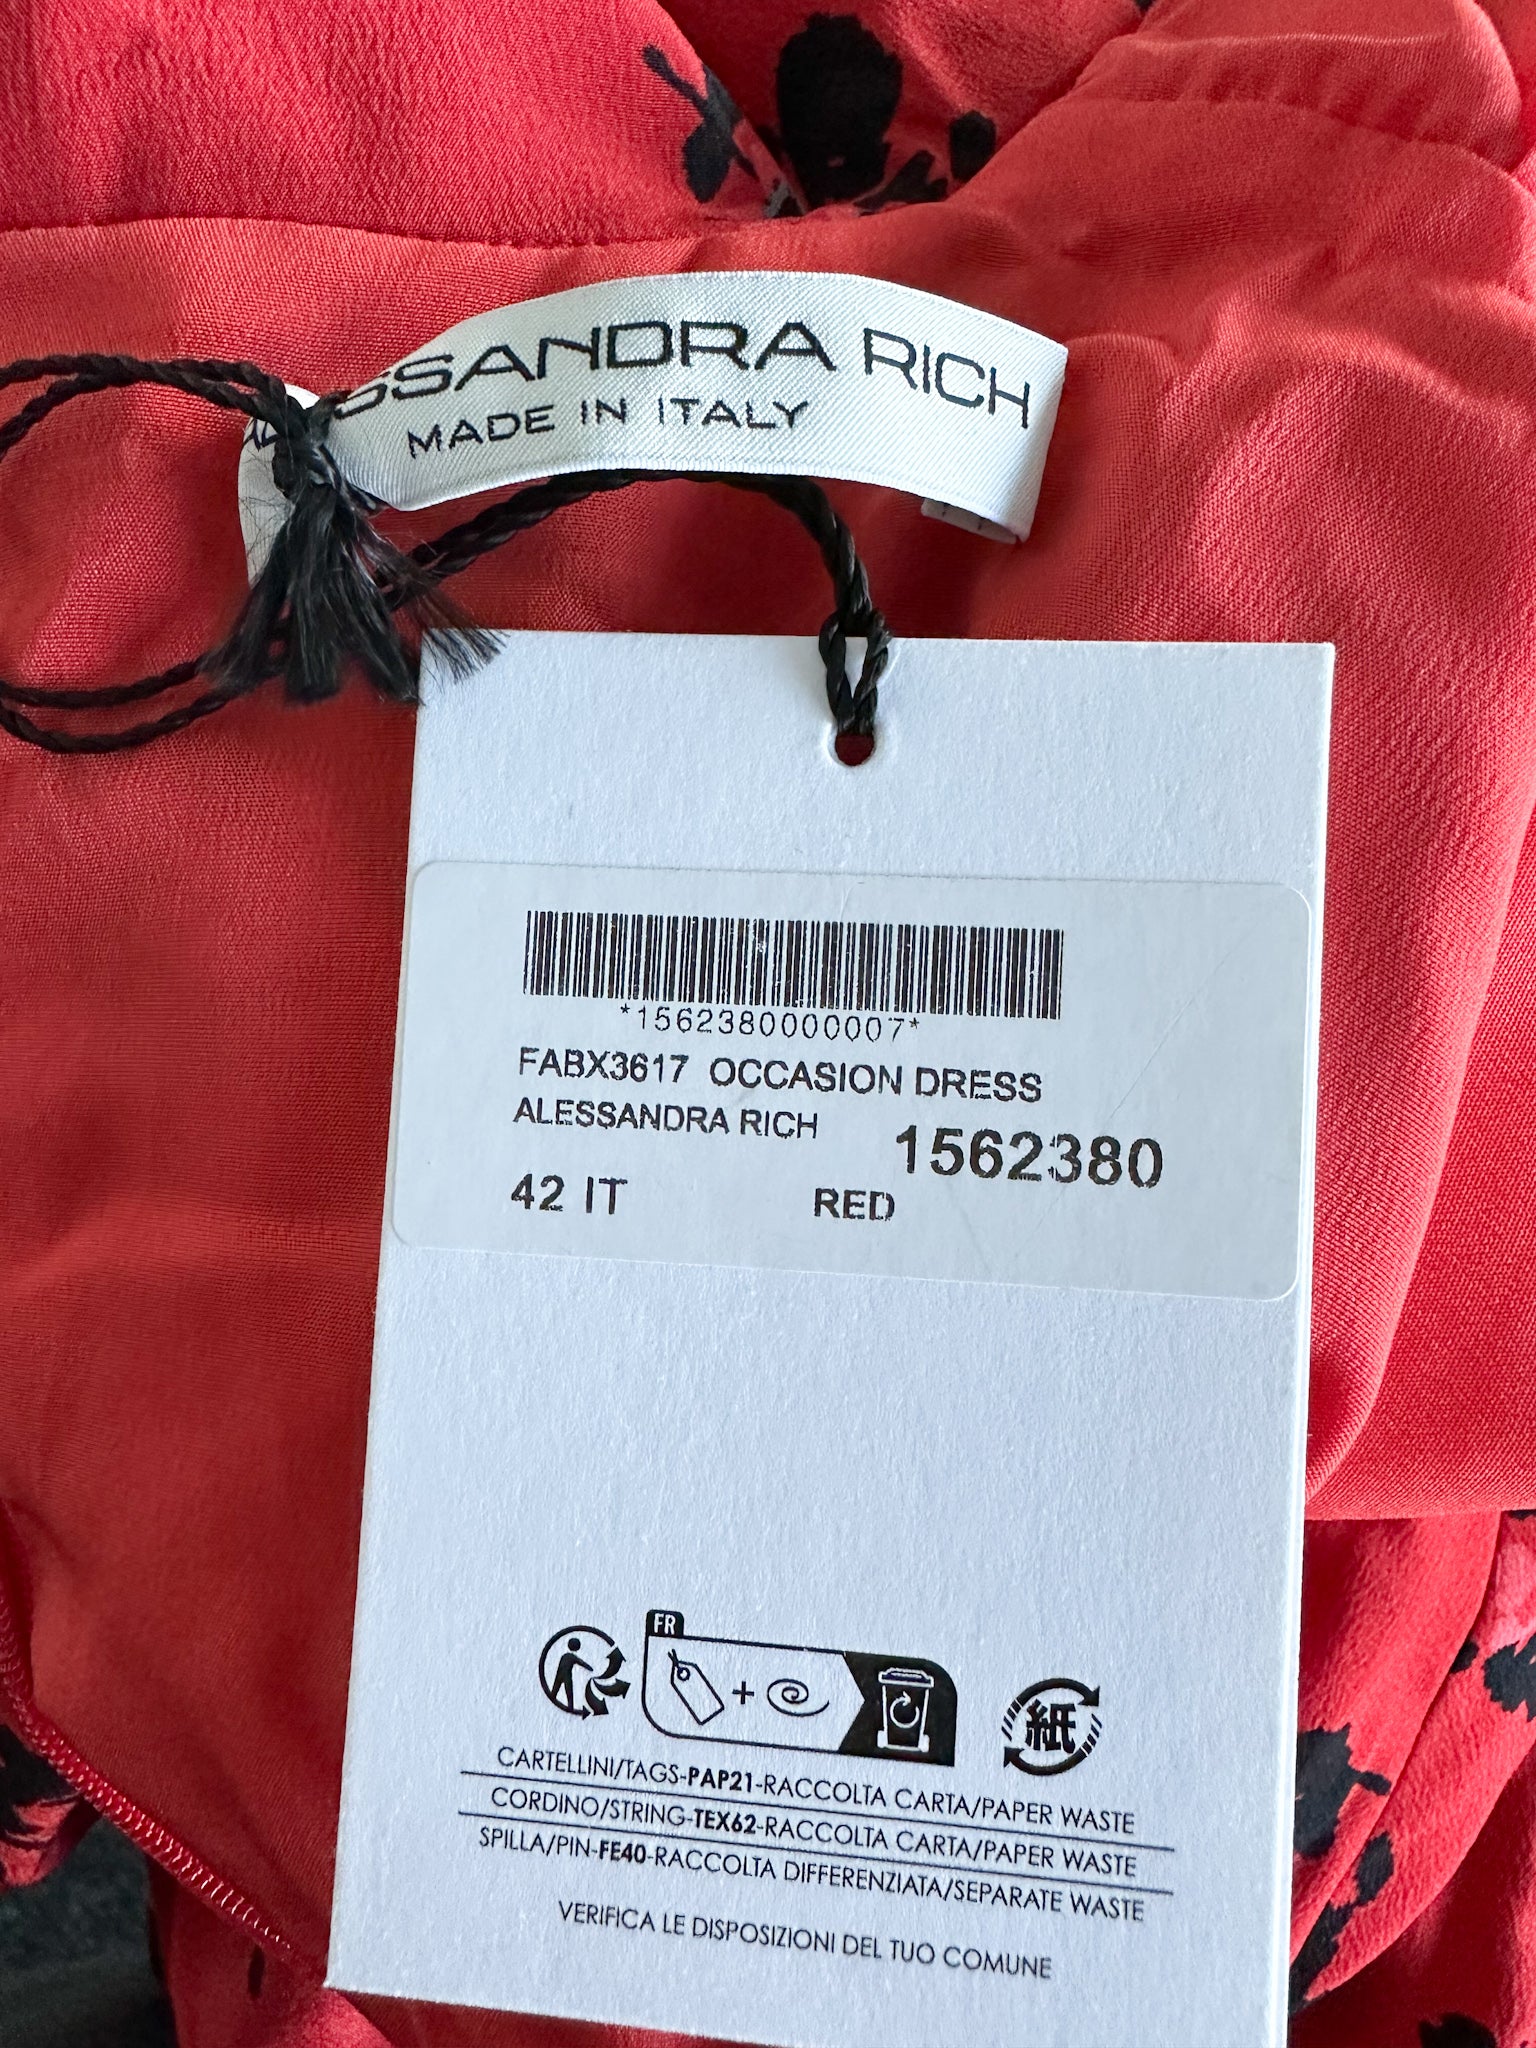 SSANDRA RICH
MADE IN ITALY
*1562380000007*
FABX3617 OCCASION DRESS
ALESSANDRA RICH
1562380
42 IT RED
FR
+
紙
CARTELLINI/TAGS-PAP21-RACCOLTA CARTA/PAPER WASTE
CORDINO/STRING-TEX62-RACCOLTA CARTA/PAPER WASTE
SPILLA/PIN-FE40-RACCOLTA DIFFERENZIATA/SEPARATE WASTE
VERIFICA LE DISPOSIZIONI DEL TUO COMUNE